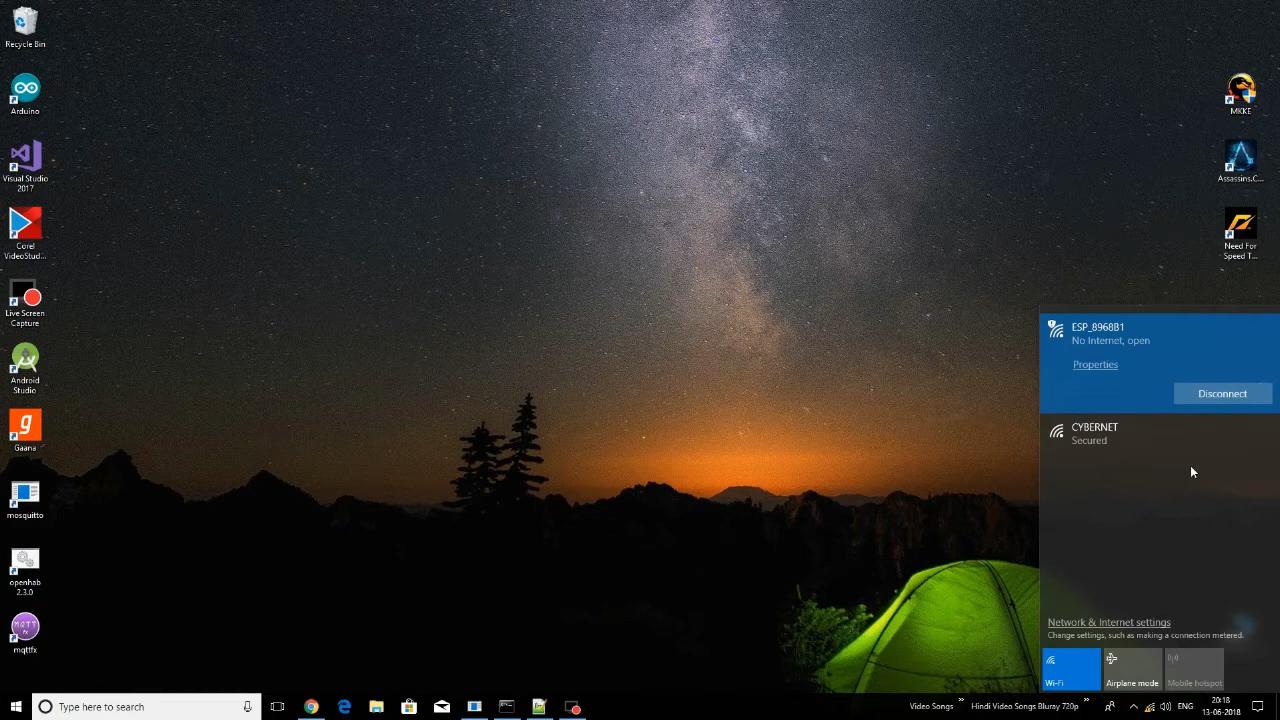 Recycle Bin
Arduino
Visual Studio
2017
Corel
VideoStud...
Live Screen
Capture
Android
Studio
g
Gaana
mosquitto
openhab
2.3.0
MQTT
fx
mqttfx
MKKE
Assassins.C...
Need For
Speed T...
ESP_8968B1
No Internet, open
Properties
Disconnect
CYBERNET
Secured
Network & Internet settings
Change settings, such as making a connection metered.
Wi-Fi
Airplane mode
Mobile hotspot
Type here to search
Video Songs
Hindi Video Songs Bluray 720p
ENG
20:18
13-06-2018